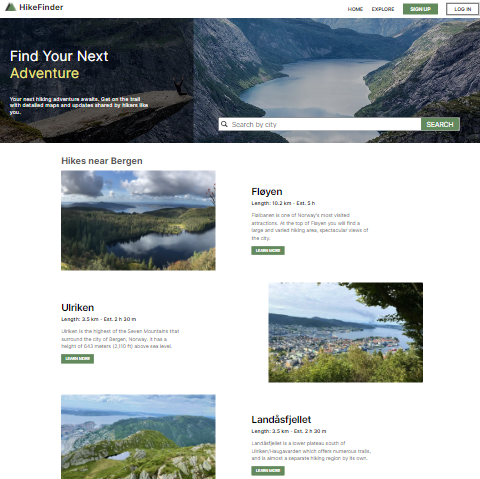 HikeFinder
HOME
EXPLORE
SIGN UP
LOG IN
Find Your Next
Adventure
Your next hiking adventure awaits. Get on the trail
with detailed maps and updates shared by hikers like
you.
Search by city
SEARCH
Hikes near Bergen
Fløyen
Length: 10.2 km - Est. 5 h
Fløibanen is one of Norway's most visited
attractions. At the top of Fløyen you will find a
large and varied hiking area, spectacular views of
the city.
LEARN MORE
Ulriken
Length: 3.5 km - Est. 2 h 30 m
Ulriken is the highest of the Seven Mountains that
surround the city of Bergen, Norway, it has a
height of 643 meters (2,110 ft) above sea level.
LEARN MORE
Landåsfjellet
Length: 3.5 km - Est. 2 h 30 m
Landåsfjellet is a lower plateau south of
Ulriken/Haugavarden which offers numerous trails,
and is almost a separate hiking region by its own.
LEARN MORE